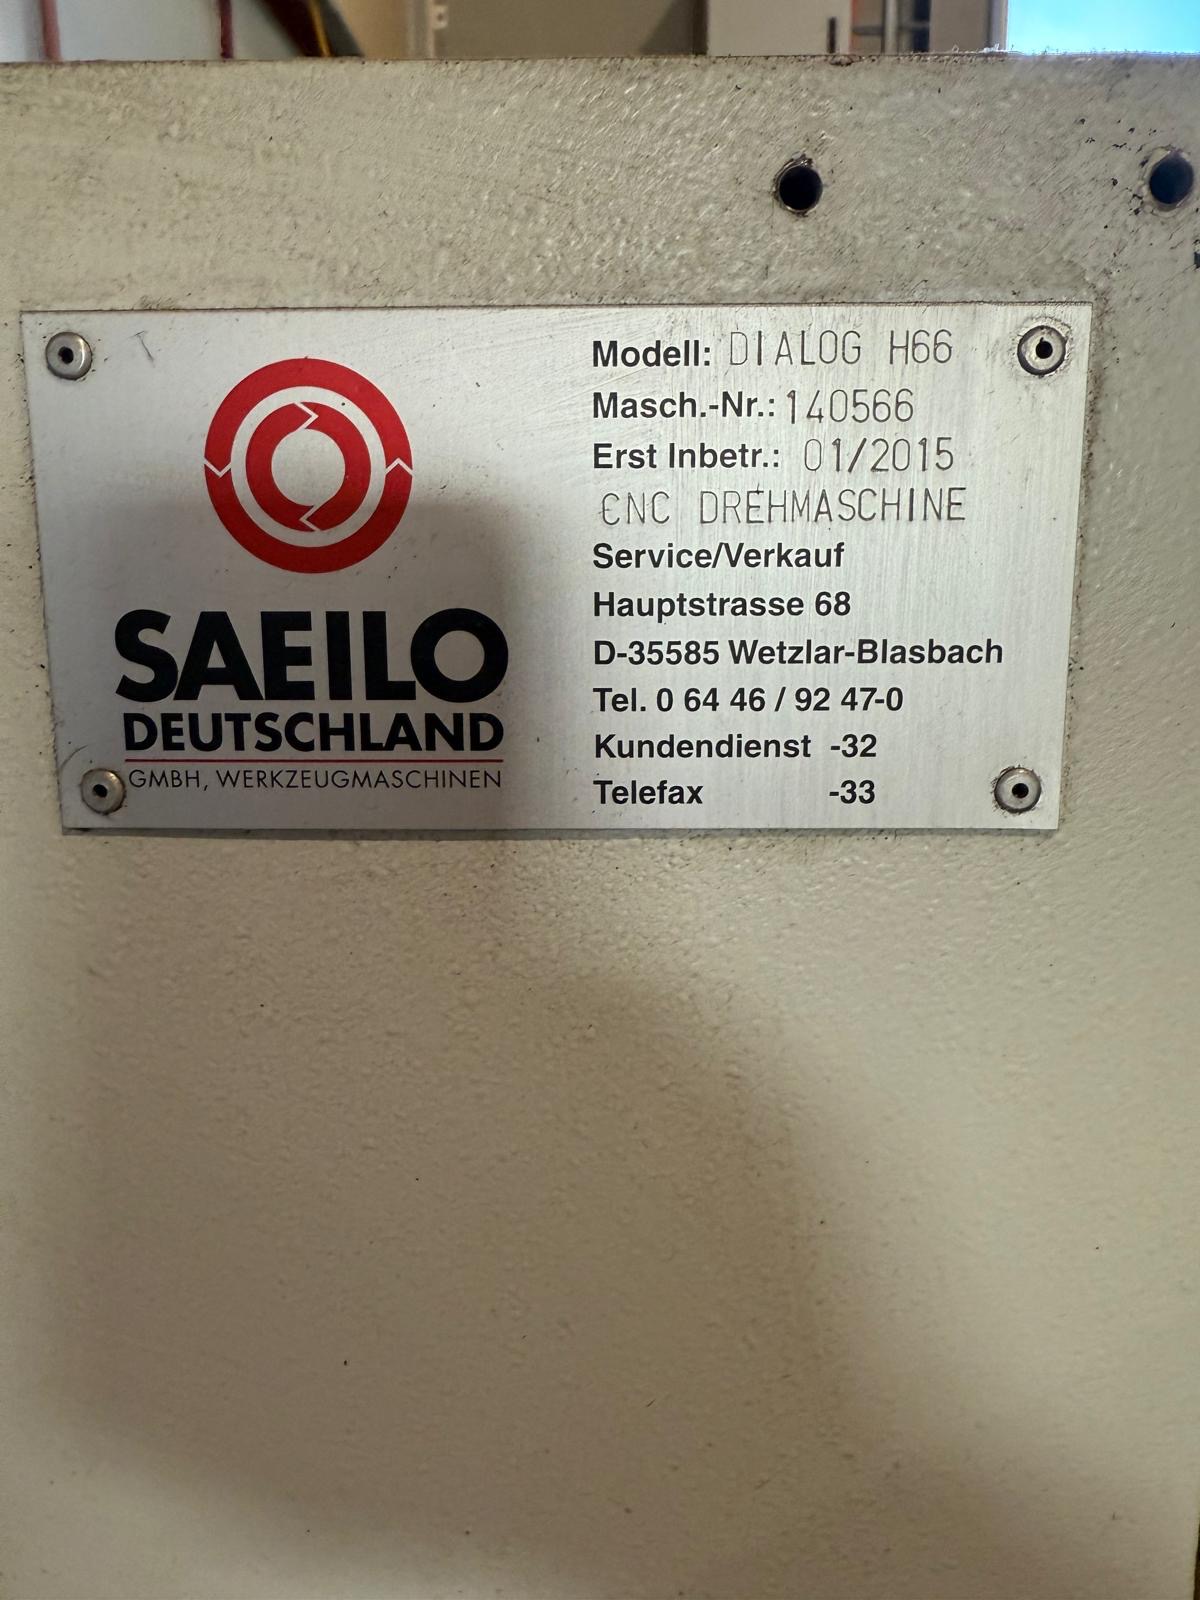 Modell: DIALOG H66
Masch.-Nr.: 140566
Erst Inbetr.: 01/2015
CNC DREHMASCHINE
Service/Verkauf
Hauptstrasse 68
D-35585 Wetzlar-Blasbach
Tel. 0 64 46 / 92 47-0
Kundendienst -32
Telefax -33
SAEILO
DEUTSCHLAND
GMBH, WERKZEUGMASCHINEN